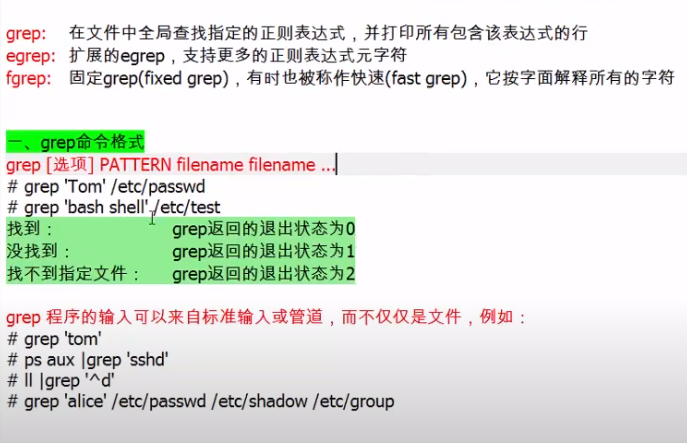 grep: 在文件中全局查找指定的正则表达式，并打印所有包含该表达式的行
egrep: 扩展的egrep，支持更多的正则表达式元字符
fgrep: 固定grep(fixed grep)，有时也被称作快速(fast grep)，它按字面解释所有的字符
一、grep命令格式
grep [选项] PATTERN filename filename ...
# grep 'Tom' /etc/passwd
# grep 'bash shell' /etc/test
找到： grep返回的退出状态为0
没找到： grep返回的退出状态为1
找不到指定文件： grep返回的退出状态为2
grep 程序的输入可以来自标准输入或管道，而不仅仅是文件，例如：
# grep 'tom'
# ps aux |grep 'sshd'
# ll |grep '^d'
# grep 'alice' /etc/passwd /etc/shadow /etc/group